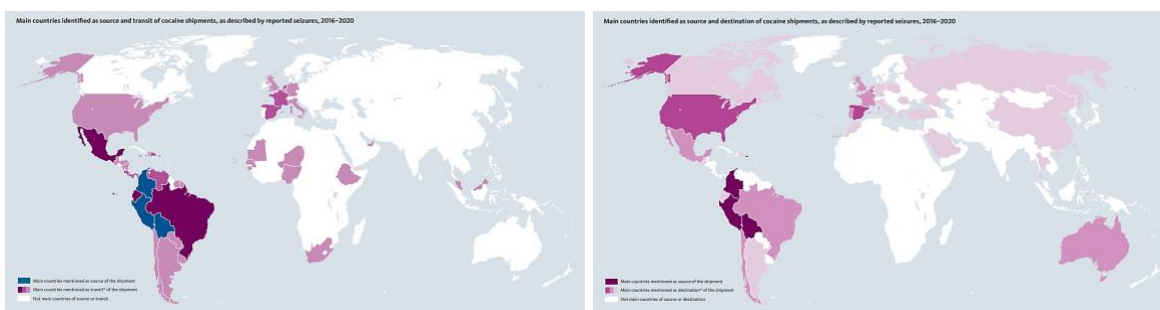 Main countries identified as source and transit of cocaine shipments, as described by reported seizures, 2016–2020
Main countries mentioned as source of the shipment
Main countries mentioned as transit* of the shipment
Not main countries of source or transit
Main countries identified as source and destination of cocaine shipments, as described by reported seizures, 2016–2020
Main countries mentioned as source of the shipment
Main countries mentioned as destination* of the shipment
Not main countries of source or destination